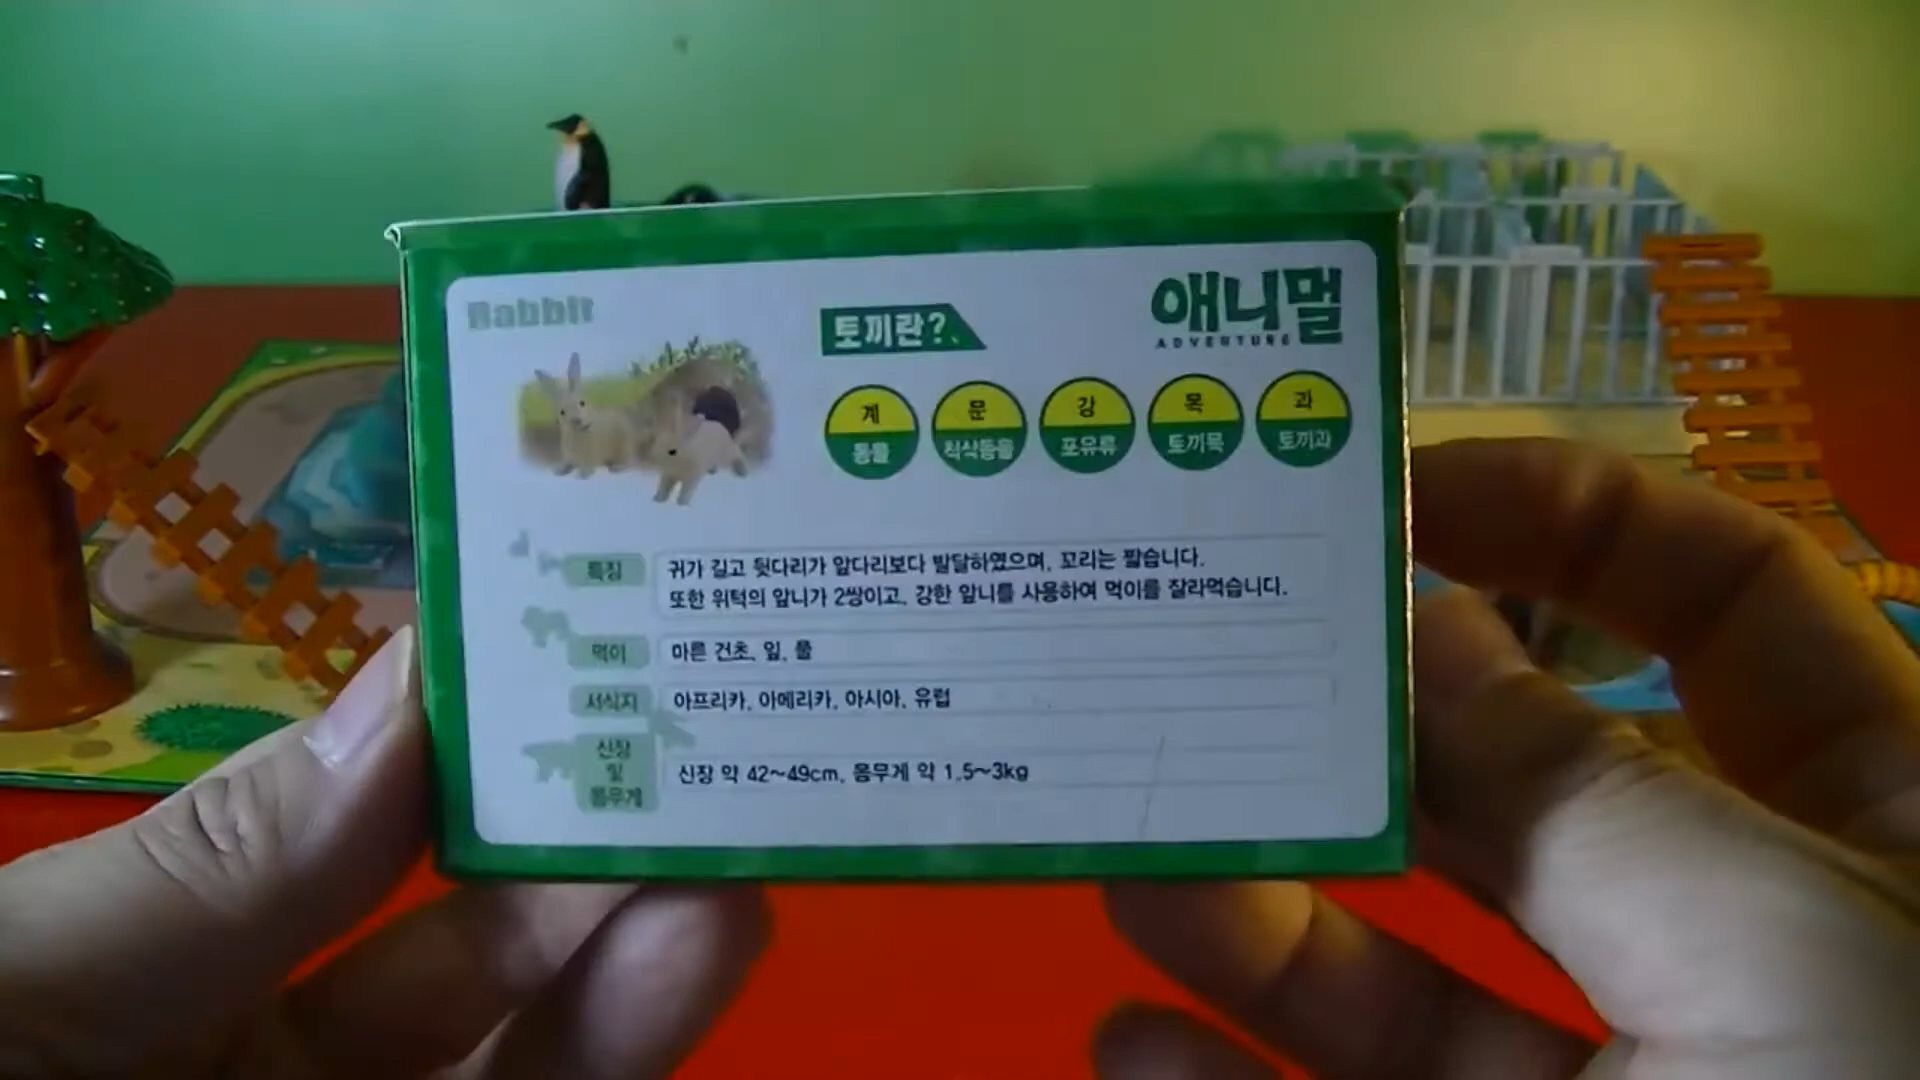 Rabbit
토끼란?
애니멀
ADVENTURE
계
동물
문
척삭동물
강
포유류
목
토끼목
과
토끼과
특징
귀가 길고 뒷다리가 앞다리보다 발달하였으며, 꼬리는 짧습니다.
또한 위턱의 앞니가 2쌍이고, 강한 앞니를 사용하여 먹이를 잘라먹습니다.
먹이
마른 건초, 잎, 풀
서식지
아프리카, 아메리카, 아시아, 유럽
신장
및
몸무게
신장 약 42~49cm, 몸무게 약 1.5~3kg